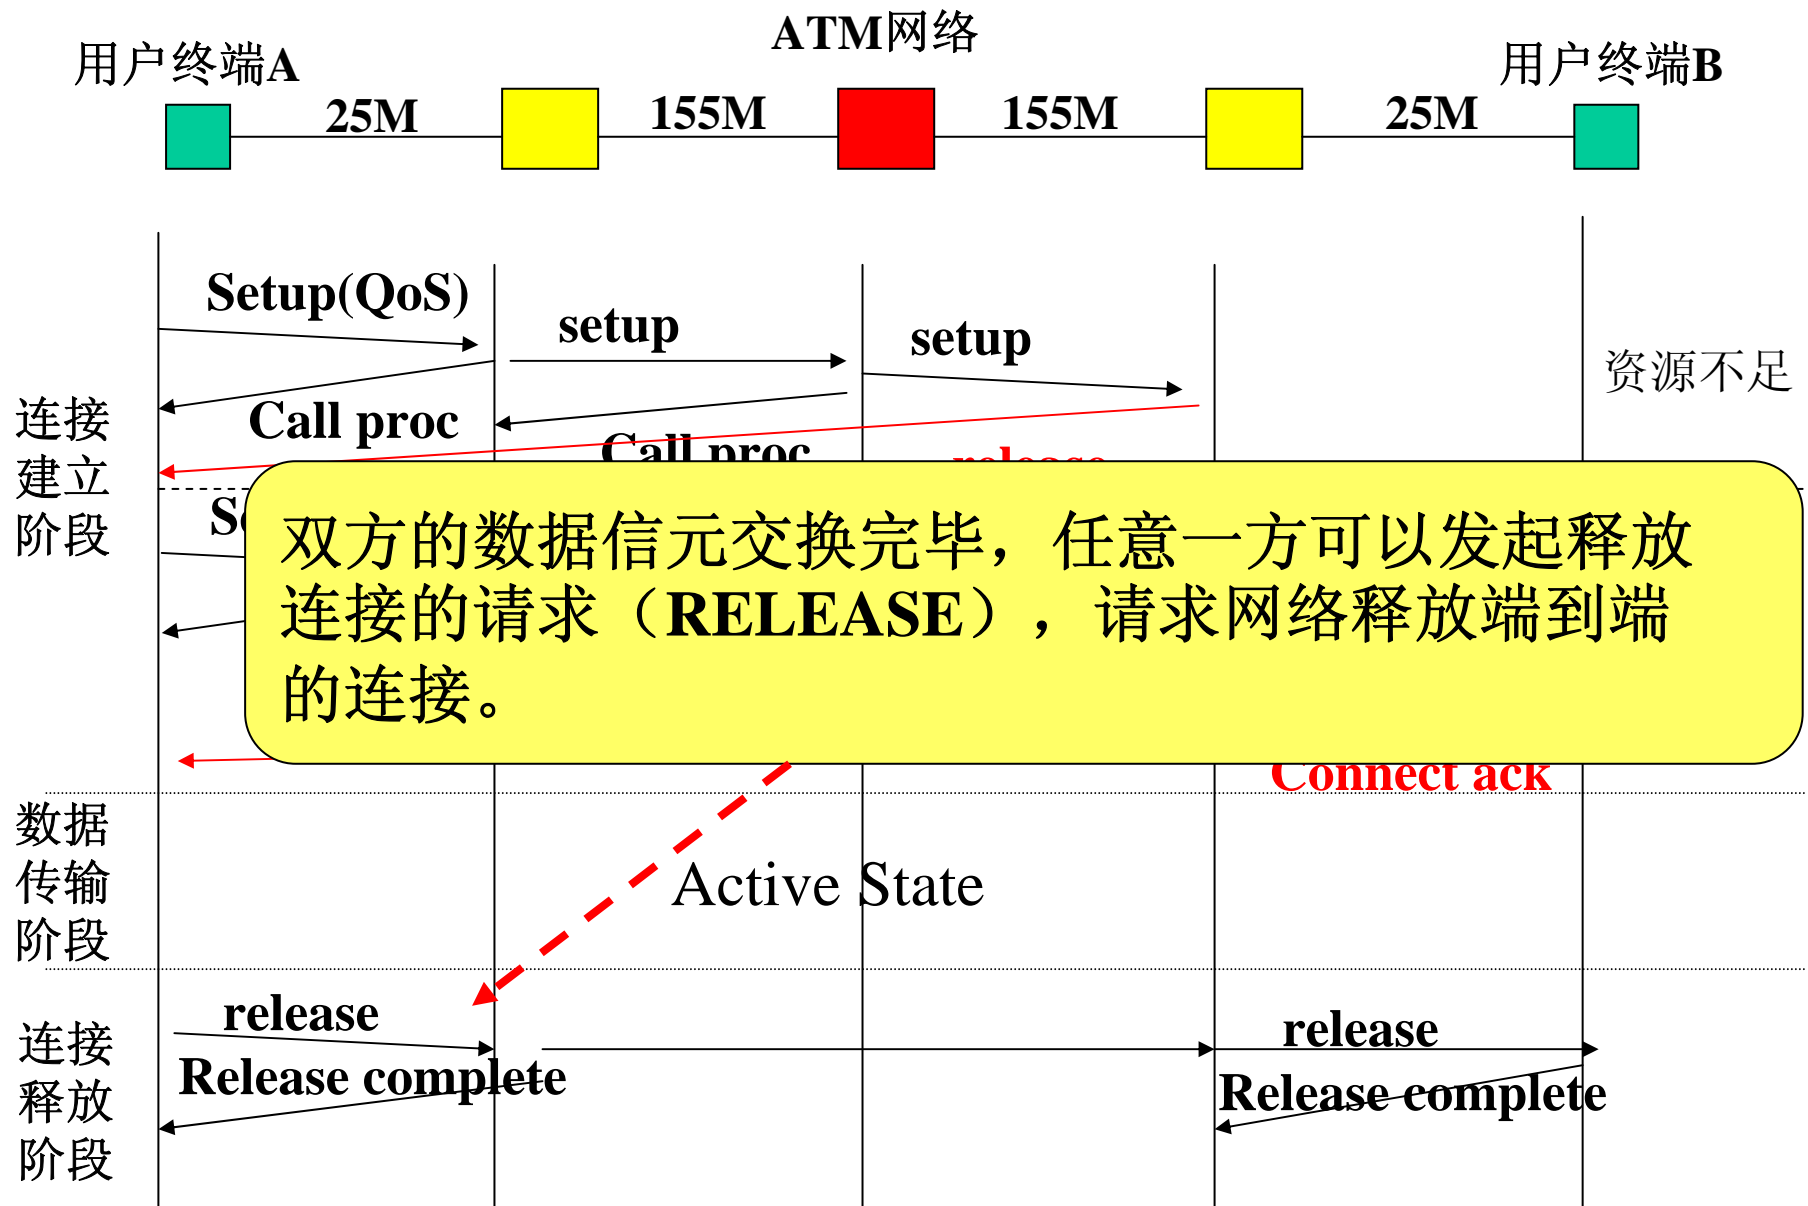 ATM网络
用户终端A
用户终端B
25M
155M
155M
25M
Setup(QoS)
setup
setup
资源不足
Call proc
Call proc
release
连接
建立
阶段
双方的数据信元交换完毕，任意一方可以发起释放
连接的请求（RELEASE），请求网络释放端到端
的连接。
Connect ack
数据
传输
阶段
Active State
release
release
Release complete
Release complete
连接
释放
阶段